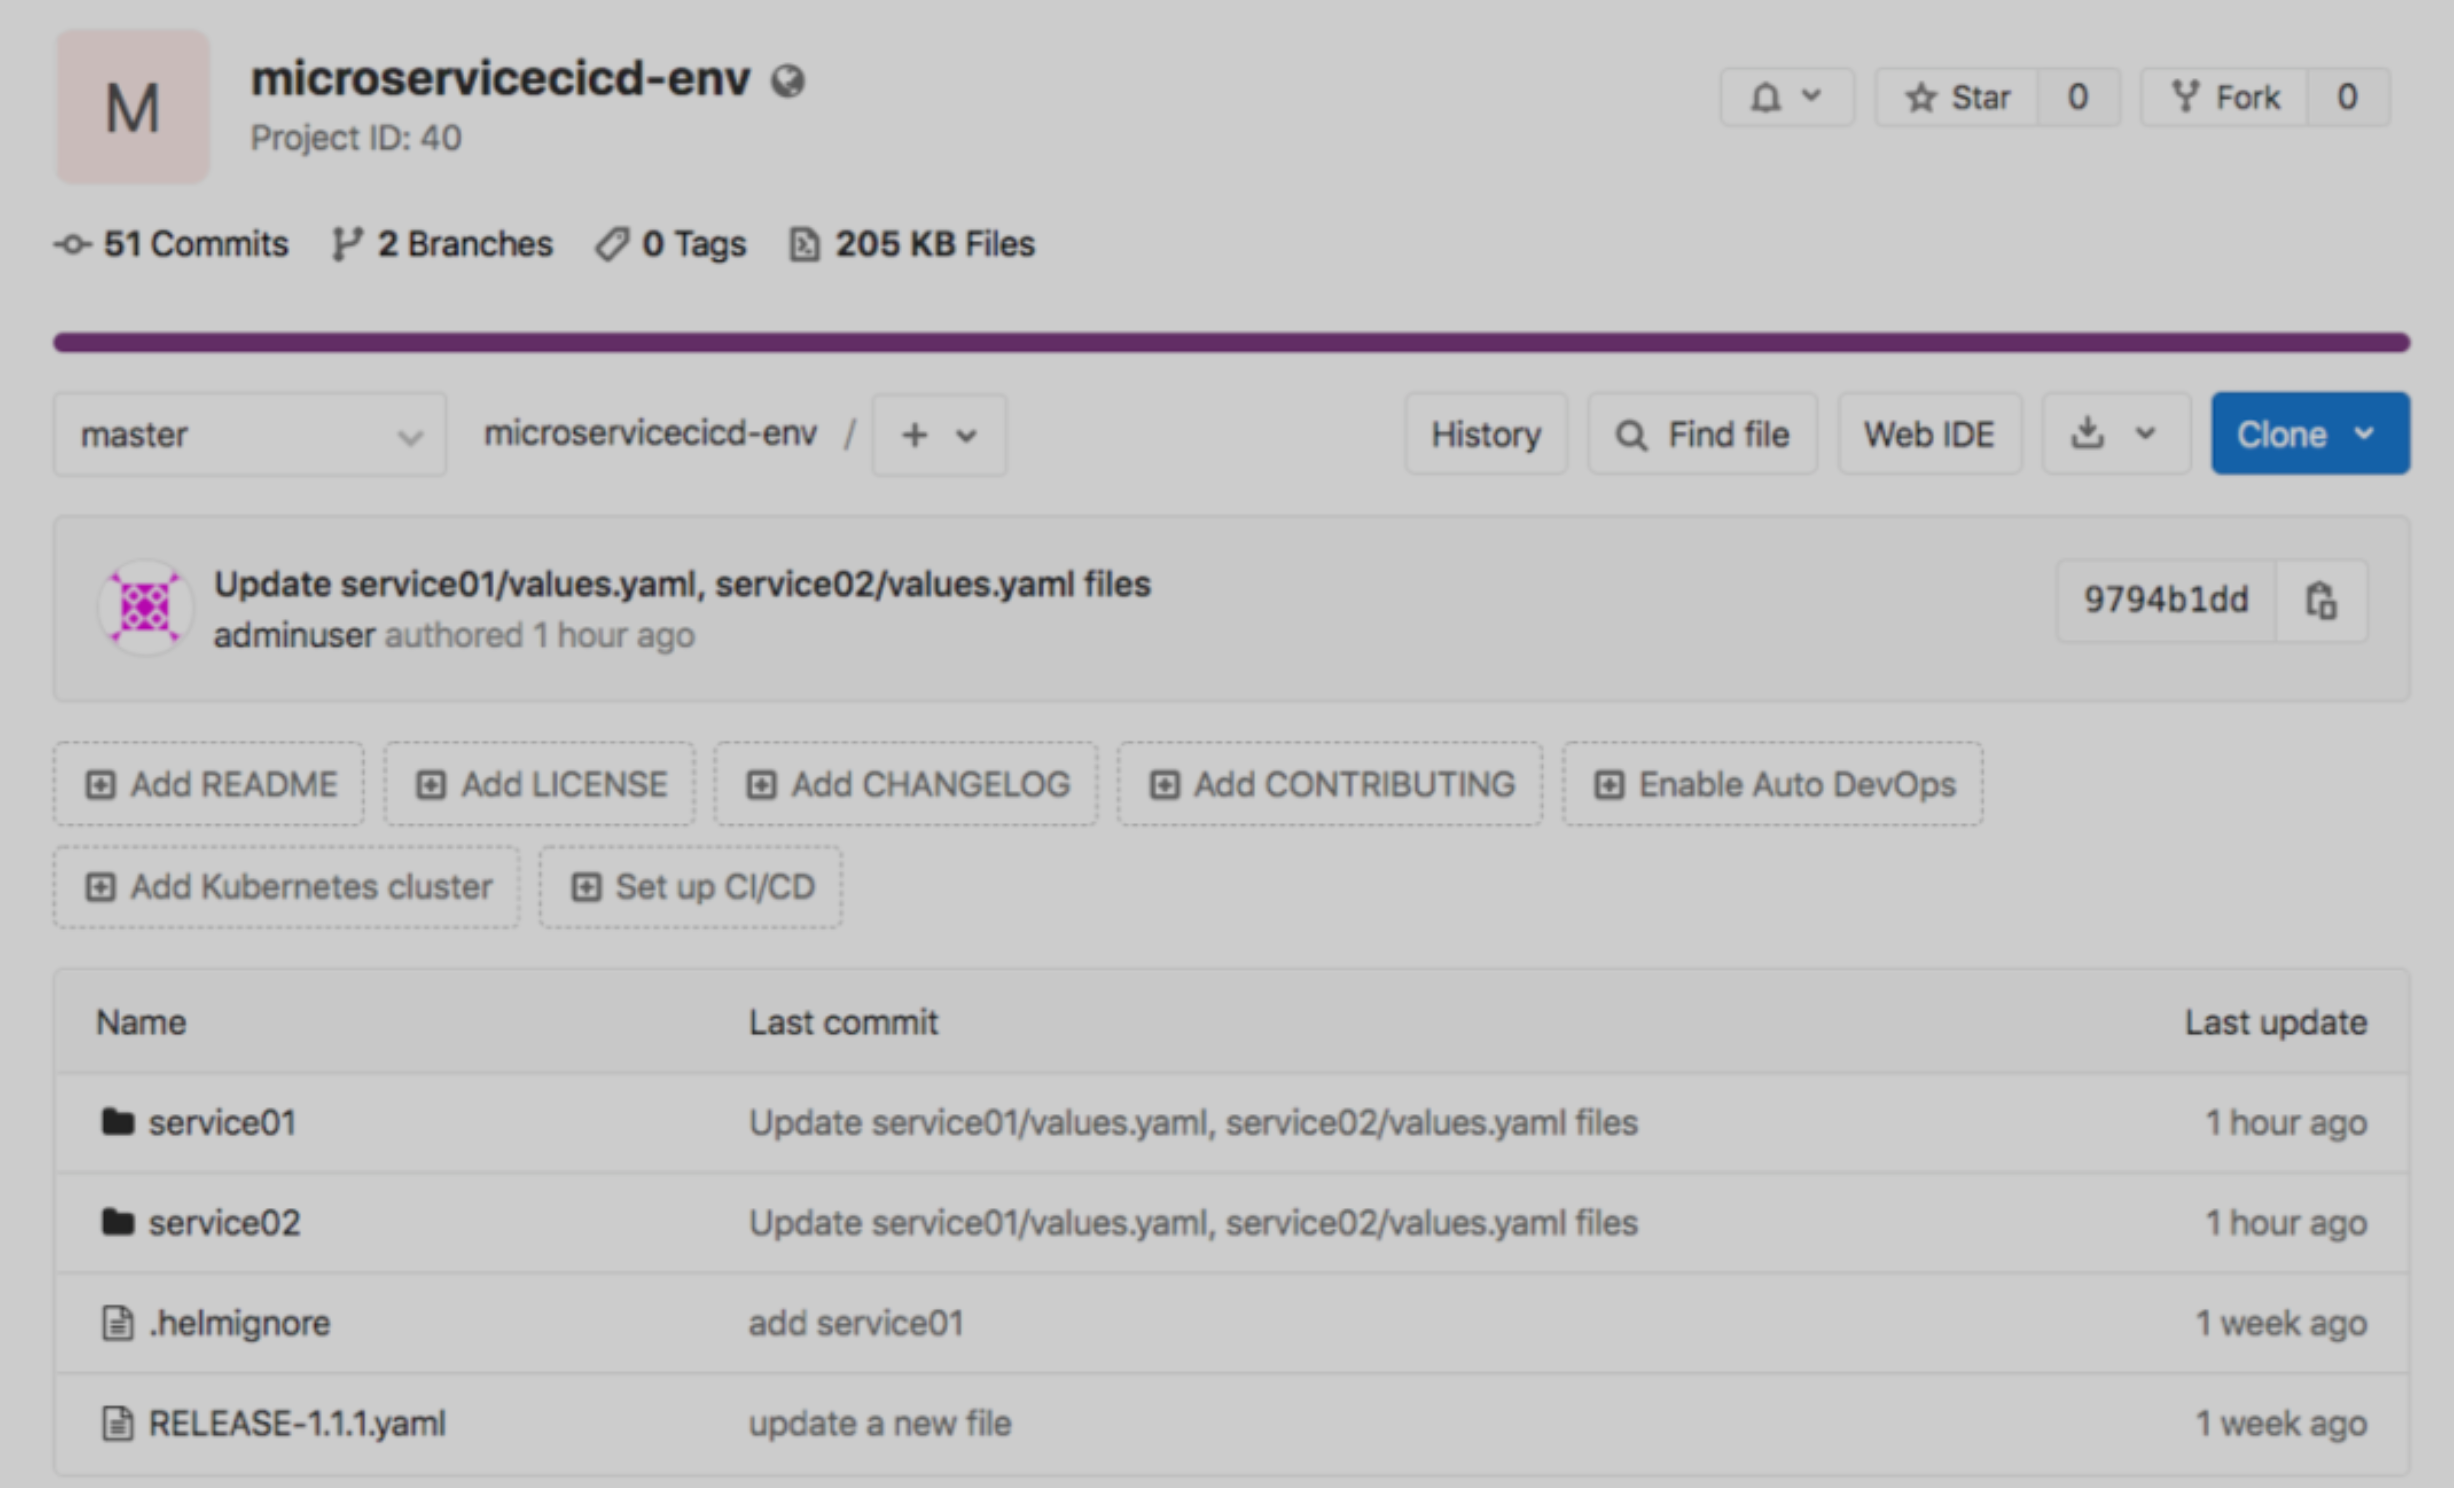 M
microservicecicd-env
Project ID: 40
Star 0 Fork 0
51 Commits 2 Branches 0 Tags 205 KB Files
master microservicecicd-env / + History Find file Web IDE Clone
Update service01/values.yaml, service02/values.yaml files
adminuser authored 1 hour ago
9794b1dd
Add README Add LICENSE Add CHANGELOG Add CONTRIBUTING Enable Auto DevOps
Add Kubernetes cluster Set up CI/CD
Name Last commit Last update
service01 Update service01/values.yaml, service02/values.yaml files 1 hour ago
service02 Update service01/values.yaml, service02/values.yaml files 1 hour ago
.helmignore add service01 1 week ago
RELEASE-1.1.1.yaml update a new file 1 week ago